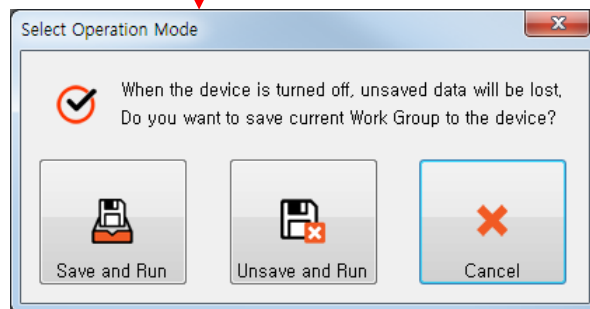 Select Operation Mode
When the device is turned off, unsaved data will be lost,
Do you want to save current Work Group to the device?
Save and Run
Unsave and Run
Cancel